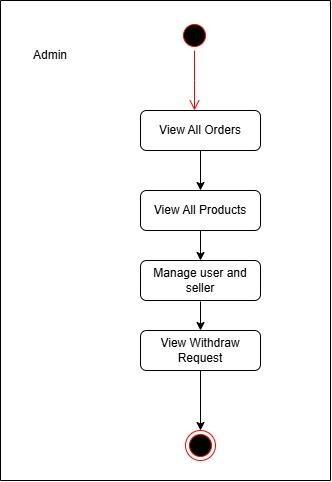 Admin
View All Orders
View All Products
Manage user and
seller
View Withdraw
Request